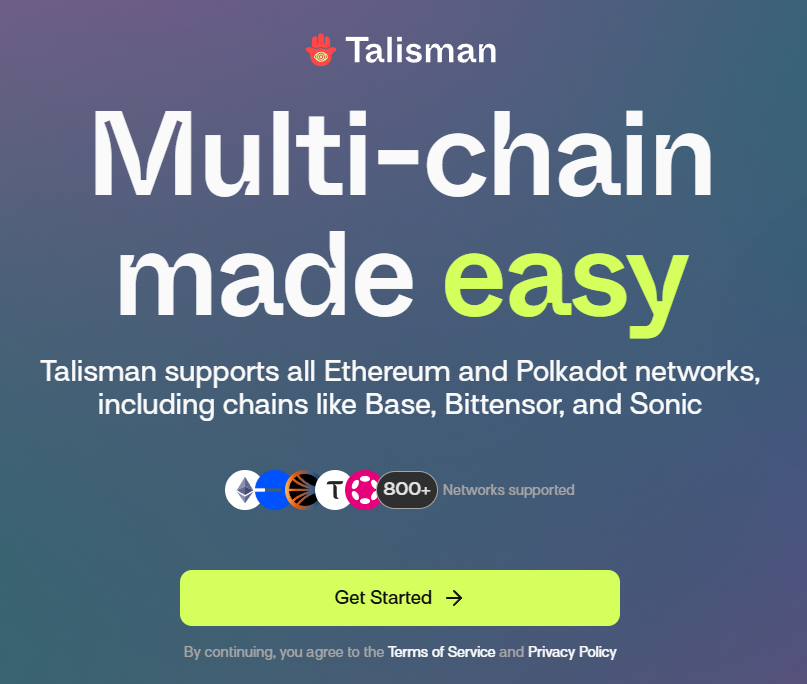 Talisman
Multi-chain
made easy
Talisman supports all Ethereum and Polkadot networks,
including chains like Base, Bittensor, and Sonic
800+ Networks supported
Get Started →
By continuing, you agree to the Terms of Service and Privacy Policy